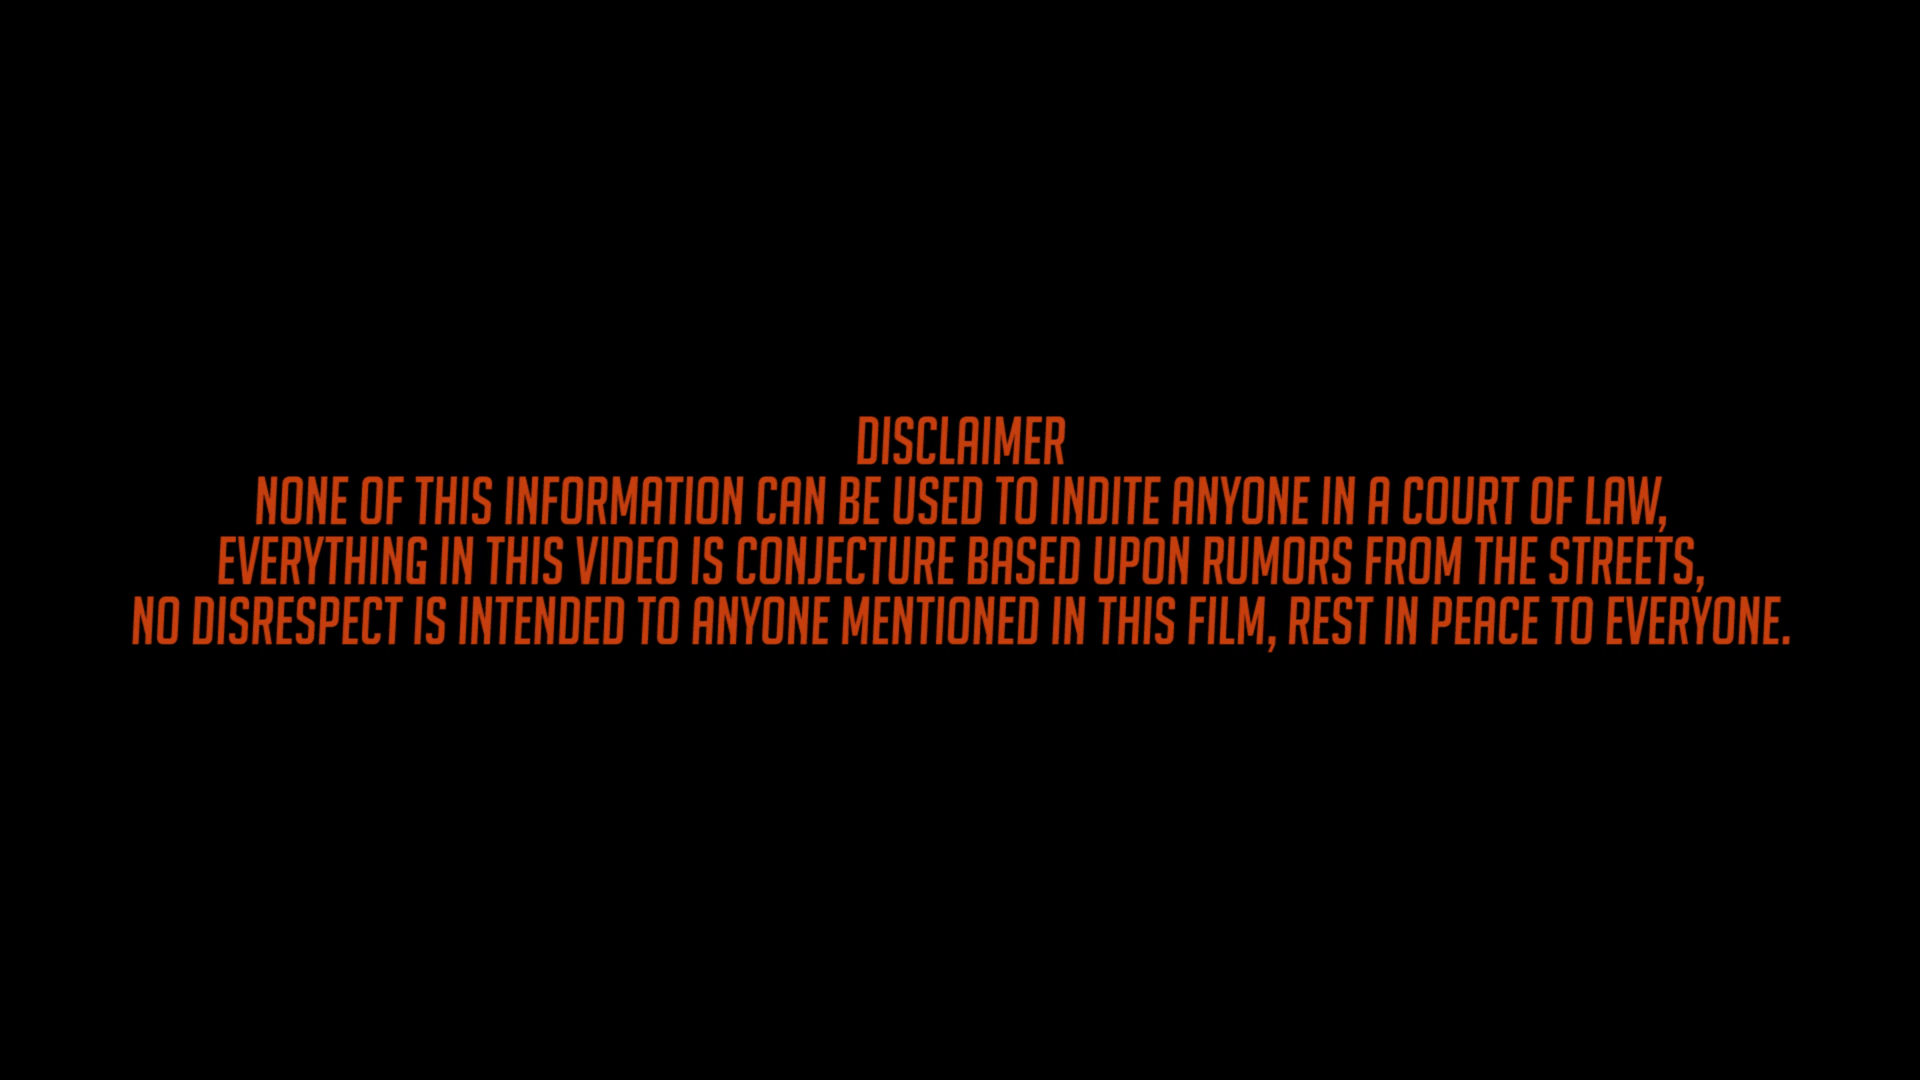 DISCLAIMER
NONE OF THIS INFORMATION CAN BE USED TO INDITE ANYONE IN A COURT OF LAW,
EVERYTHING IN THIS VIDEO IS CONJECTURE BASED UPON RUMORS FROM THE STREETS,
NO DISRESPECT IS INTENDED TO ANYONE MENTIONED IN THIS FILM, REST IN PEACE TO EVERYONE.